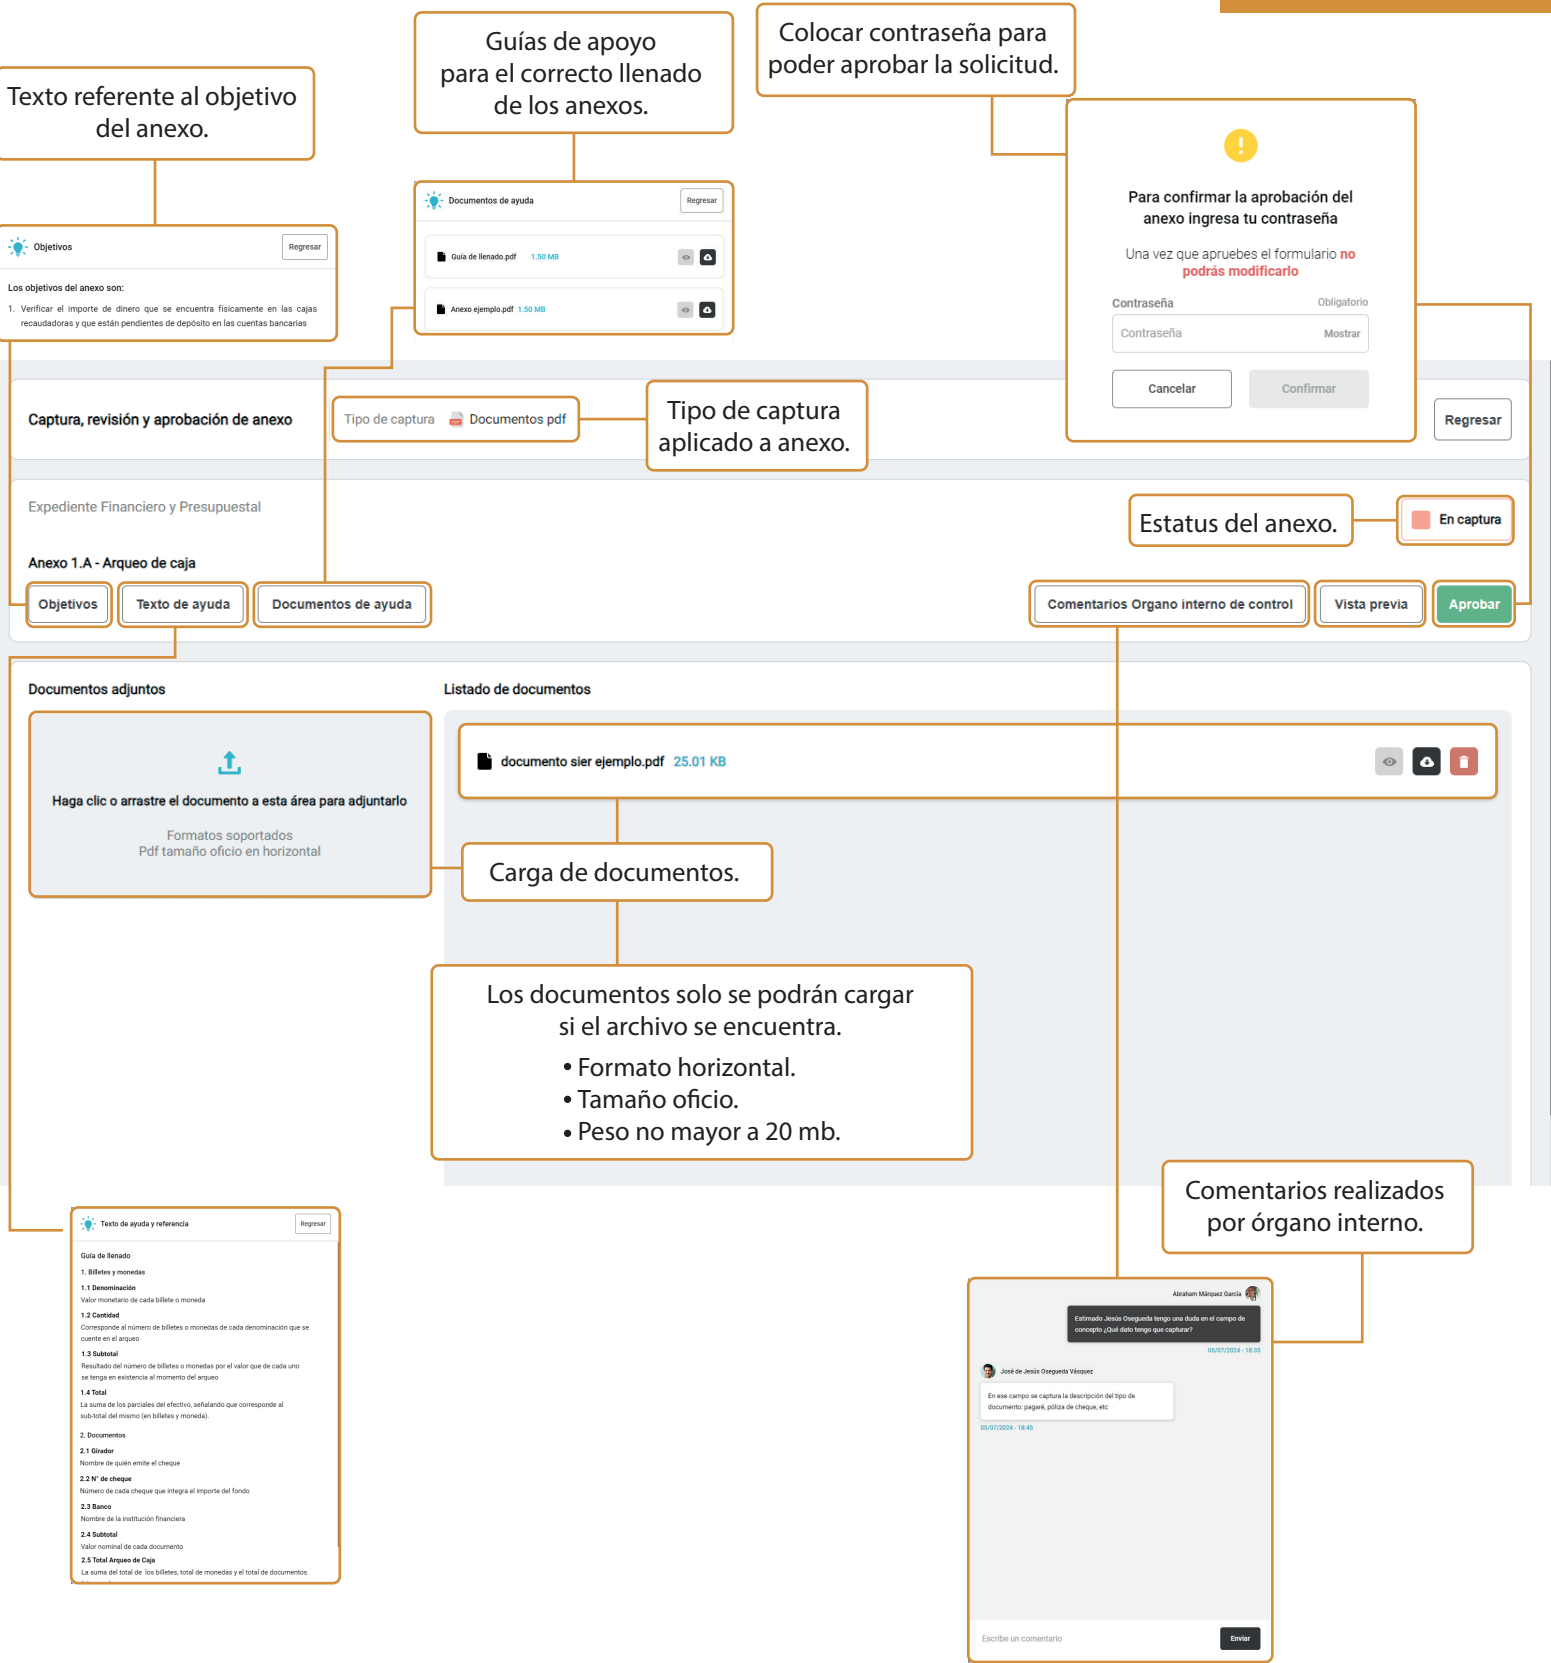 Guías de apoyo
para el correcto llenado
de los anexos.
Colocar contraseña para
poder aprobar la solicitud.
Texto referente al objetivo
del anexo.
Para confirmar la aprobación del
anexo ingresa tu contraseña
Una vez que apruebes el formulario no
podrás modificarlo
Contraseña Obligatorio
Contraseña Mostrar
Cancelar Confirmar
Documentos de ayuda Regresar
Guía de llenado.pdf 1.50 MB
Anexo ejemplo.pdf 1.50 MB
Objetivos Regresar
Los objetivos del anexo son:
1. Verificar el importe de dinero que se encuentra físicamente en las cajas
recaudadoras y que están pendientes de depósito en las cuentas bancarias
Captura, revisión y aprobación de anexo Tipo de captura PDF Documentos pdf
Tipo de captura
aplicado a anexo.
Regresar
Expediente Financiero y Presupuestal
Estatus del anexo.
En captura
Anexo 1.A - Arqueo de caja
Objetivos Texto de ayuda Documentos de ayuda Comentarios Organo interno de control Vista previa Aprobar
Documentos adjuntos
Listado de documentos
Haga clic o arrastre el documento a esta área para adjuntarlo
Formatos soportados
Pdf tamaño oficio en horizontal
documento sier ejemplo.pdf 25.01 KB
Carga de documentos.
Los documentos solo se podrán cargar
si el archivo se encuentra.
• Formato horizontal.
• Tamaño oficio.
• Peso no mayor a 20 mb.
Comentarios realizados
por órgano interno.
Texto de ayuda y referencia Regresar
Guía de llenado
1. Billetes y monedas
1.1 Denominación
Valor monetario de cada billete o moneda
1.2 Cantidad
Corresponde al número de billetes o monedas de cada denominación que se
cuente en el arqueo
1.3 Subtotal
Resultado del número de billetes o monedas por el valor que de cada uno
se tenga en existencia al momento del arqueo
1.4 Total
La suma de los parciales del efectivo, señalando que corresponde al
sub-total del mismo (en billetes y moneda).
2. Documentos
2.1 Girador
Nombre de quién emite el cheque
2.2 N° de cheque
Número de cada cheque que integra el importe del fondo
2.3 Banco
Nombre de la institución financiera
2.4 Subtotal
Valor nominal de cada documento
2.5 Total Arqueo de Caja
La suma del total de los billetes, total de monedas y el total de documentos
Abraham Márquez García
Estimado Jesús Osegueda tengo una duda en el campo de
concepto ¿Qué dato tengo que capturar?
05/07/2024 - 18:35
José de Jesús Osegueda Vásquez
En ese campo se captura la descripción del tipo de
documento: pagaré, póliza de cheque, etc
05/07/2024 - 18:45
Escribe un comentario Enviar